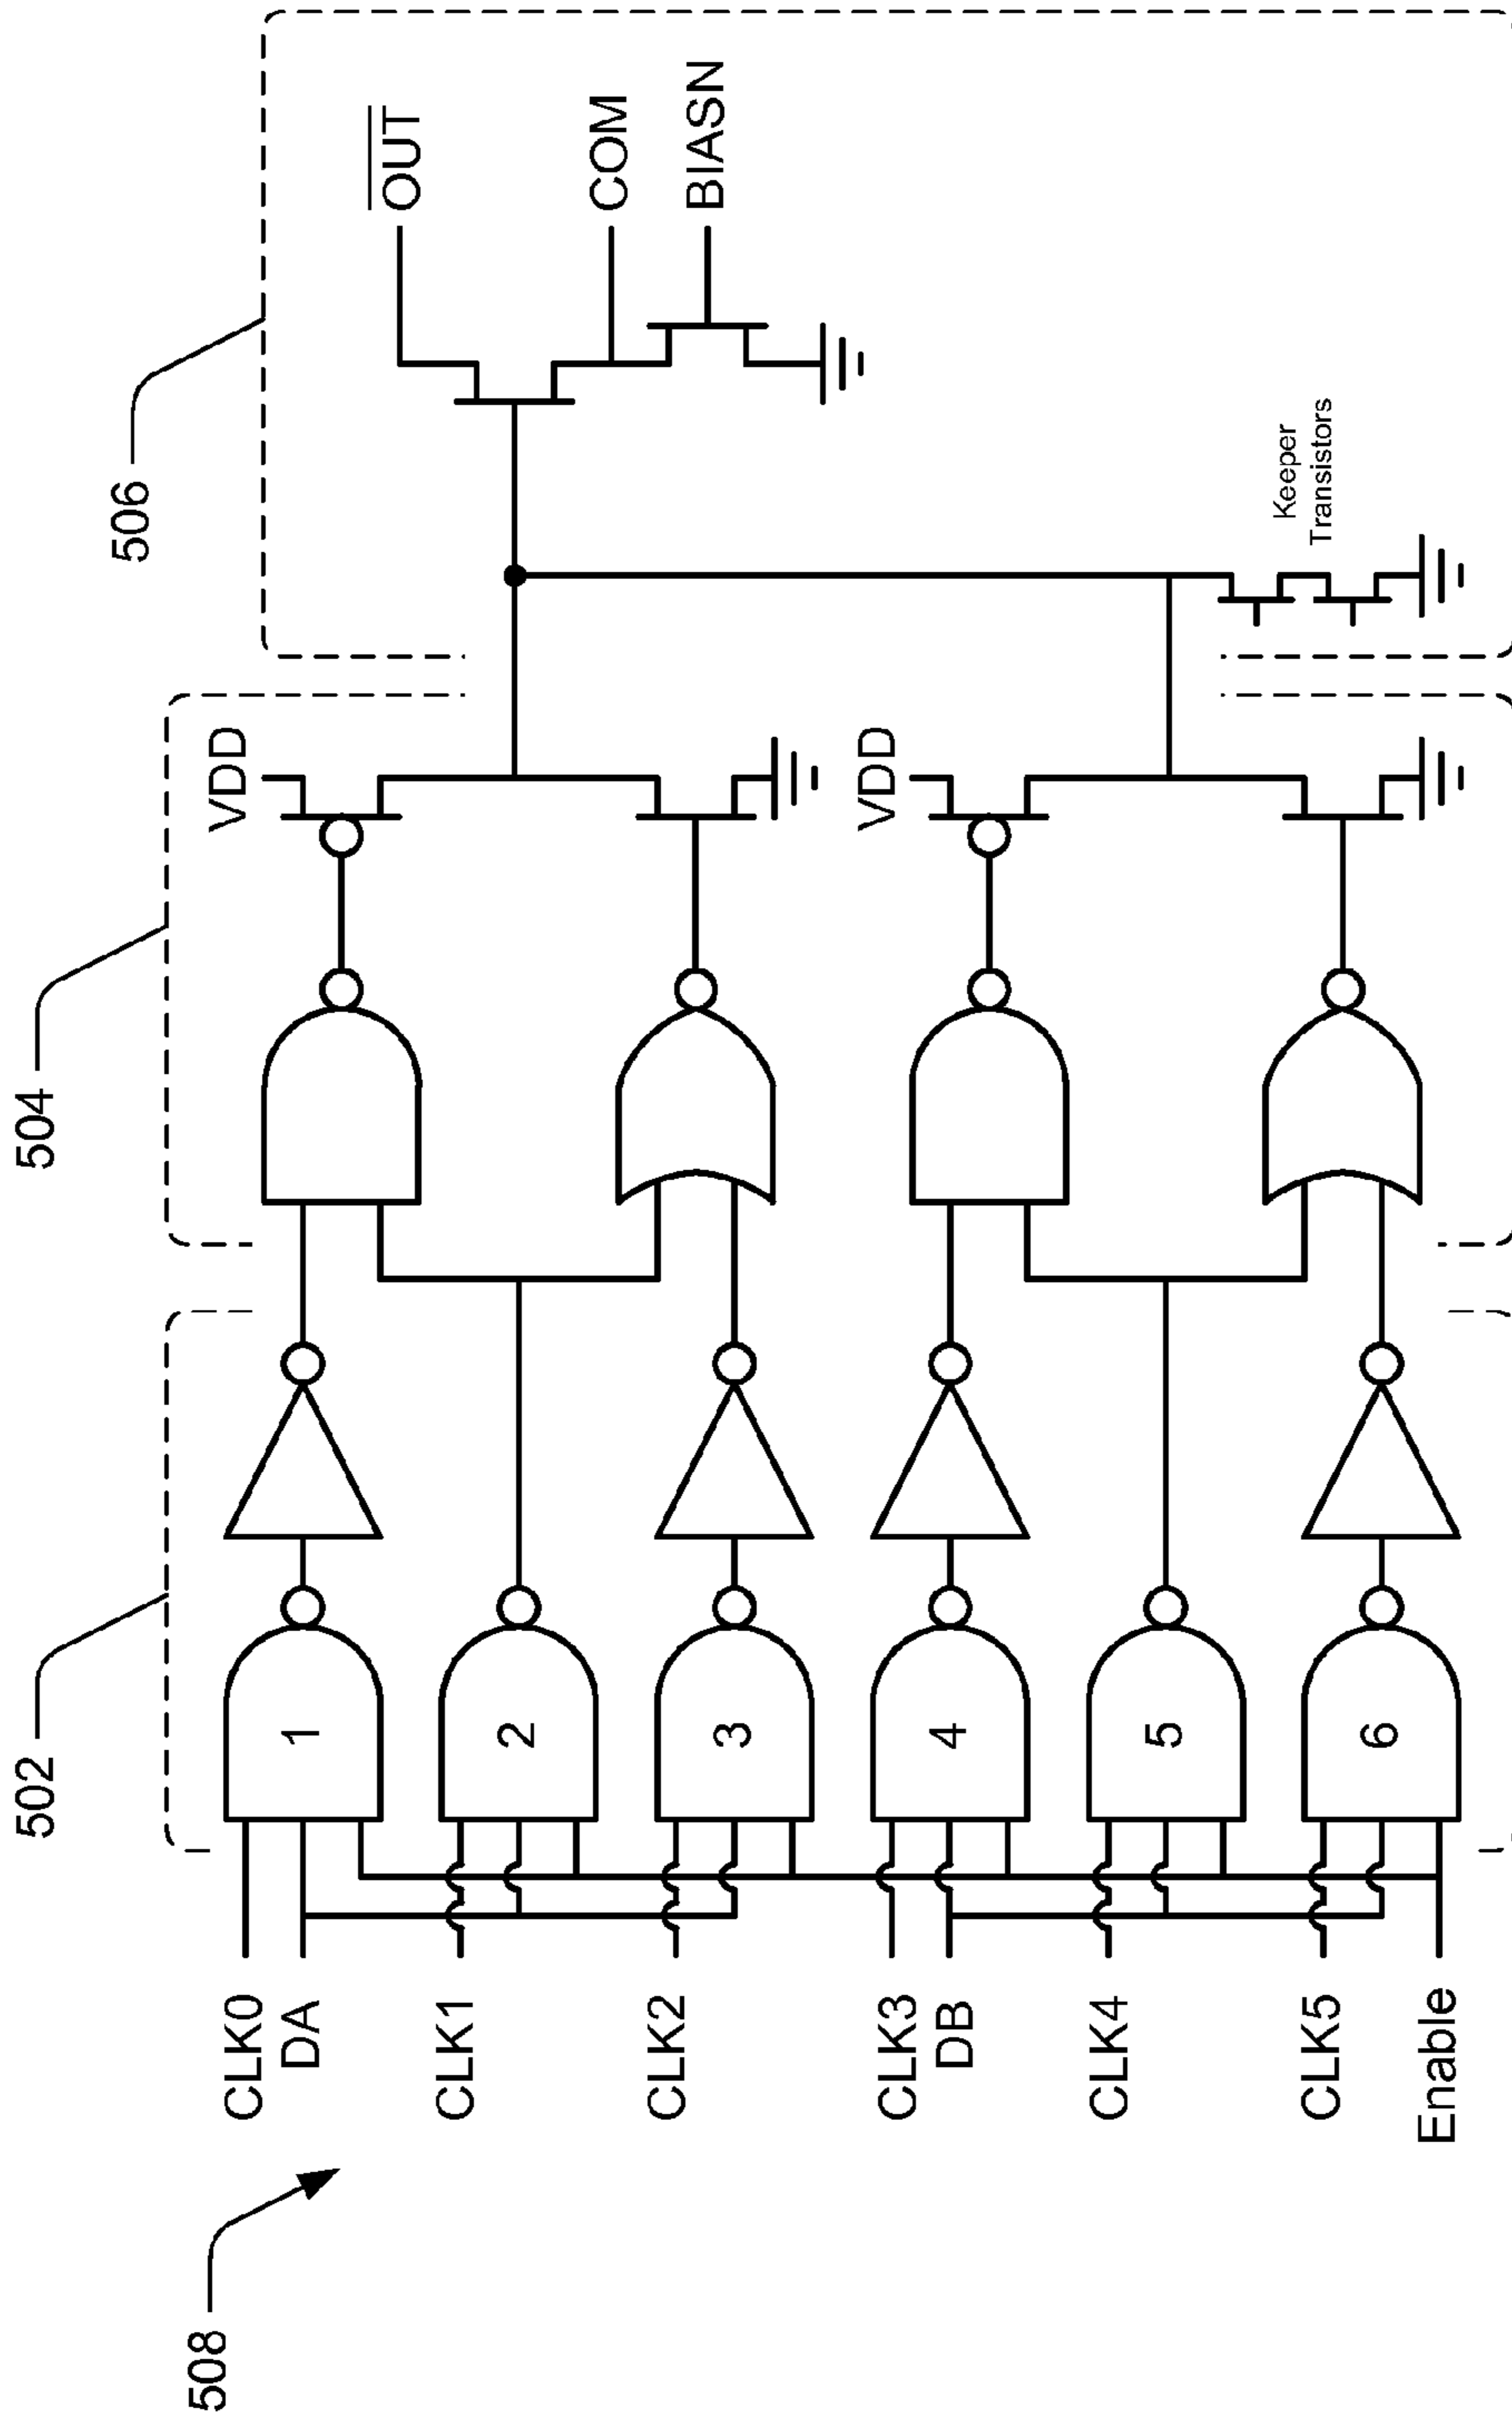 508
502
504
506
CLK0
DA
CLK1
CLK2
CLK3
DB
CLK4
CLK5
Enable
1
2
3
4
5
6
VDD
VDD
OUT
COM
BIASN
Keeper
Transistors